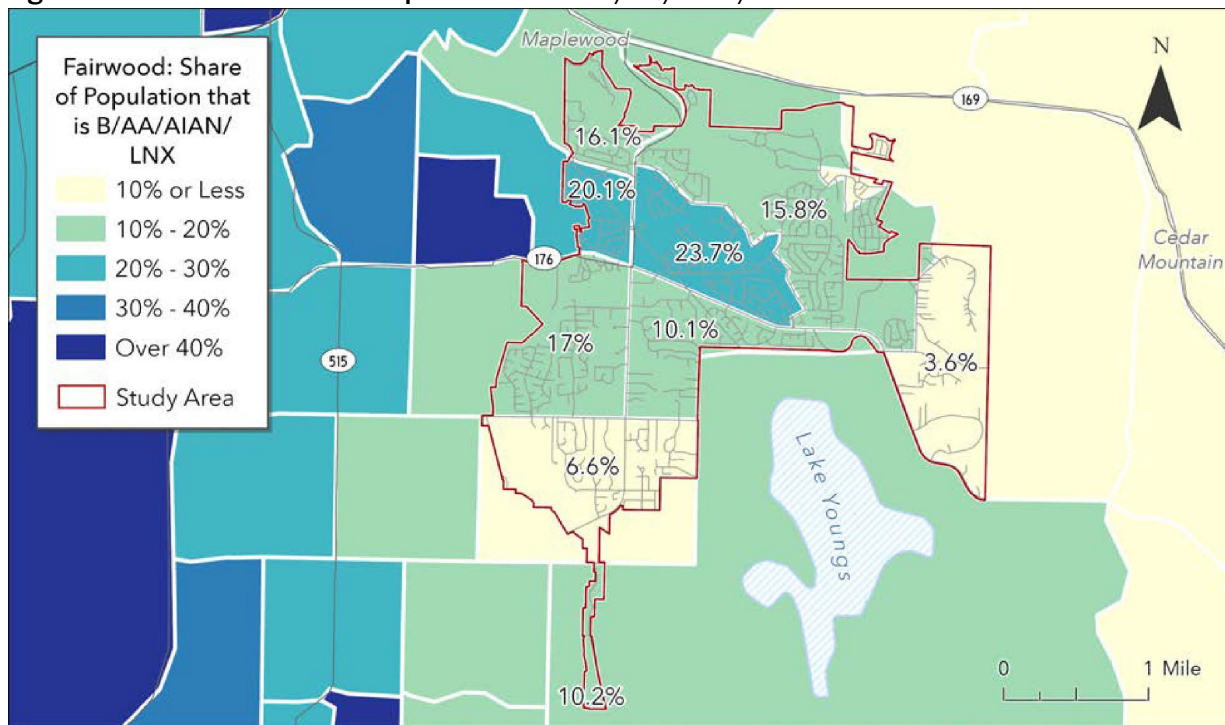 Fairwood: Share
of Population that
is B/AA/AIAN/
LNX
10% or Less
10% - 20%
20% - 30%
30% - 40%
Over 40%
Study Area
Maplewood
N
169
16.1%
20.1%
15.8%
23.7%
176
Cedar
Mountain
17%
10.1%
3.6%
515
6.6%
Lake Youngs
10.2%
0 1 Mile